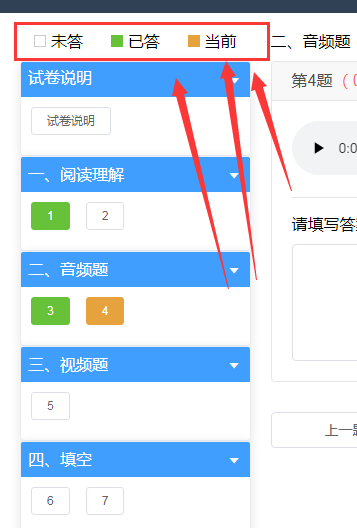 未答 已答 当前
试卷说明
试卷说明
一、阅读理解
1 2
二、音频题
3 4
三、视频题
5
四、填空
6 7
二、音频题
第4题
0:0
请填写答
上一